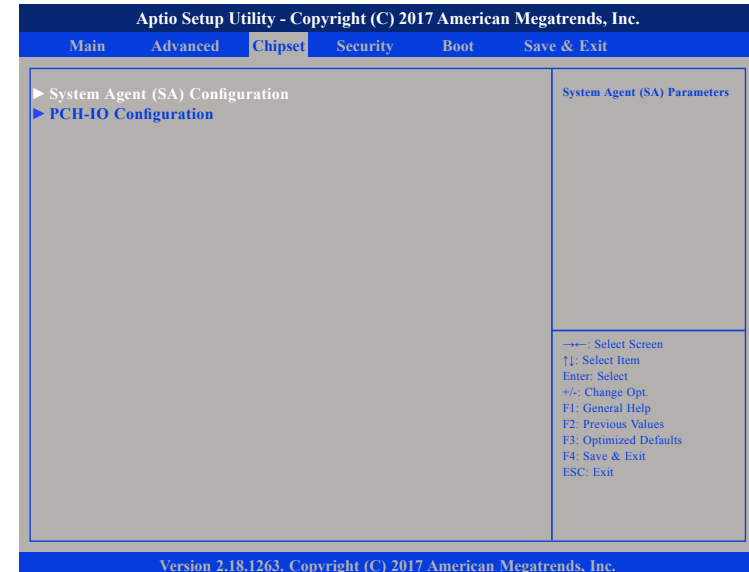 Aptio Setup Utility - Copyright (C) 2017 American Megatrends, Inc.
Main Advanced Chipset Security Boot Save & Exit
► System Agent (SA) Configuration
► PCH-IO Configuration
System Agent (SA) Parameters
→←: Select Screen
↑↓: Select Item
Enter: Select
+/-: Change Opt.
F1: General Help
F2: Previous Values
F3: Optimized Defaults
F4: Save & Exit
ESC: Exit
Version 2.18.1263. Copyright (C) 2017 American Megatrends, Inc.